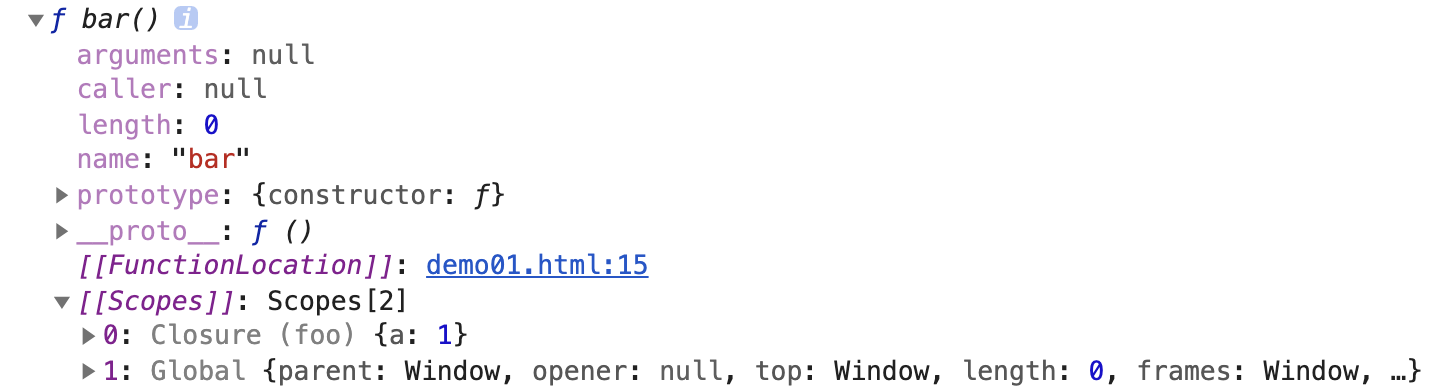 ▼ƒ bar() i
arguments: null
caller: null
length: 0
name: "bar"
▶prototype: {constructor: ƒ}
▶__proto__: ƒ ()
[[FunctionLocation]]: demo01.html:15
▼[[Scopes]]: Scopes[2]
▶0: Closure (foo) {a: 1}
▶1: Global {parent: Window, opener: null, top: Window, length: 0, frames: Window, …}